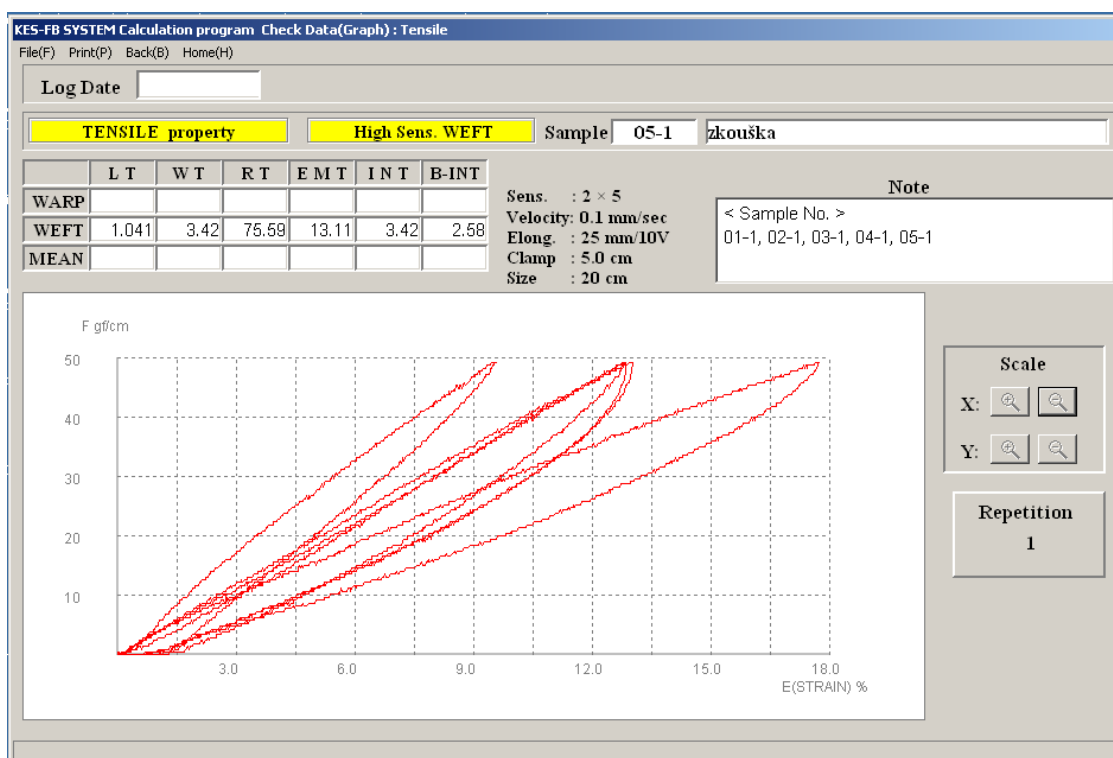 KES-FB SYSTEM Calculation program Check Data(Graph) : Tensile
File(F) Print(P) Back(B) Home(H)
Log Date
TENSILE property High Sens. WEFT Sample 05-1 zkouška
L T W T R T E M T I N T B-INT
WARP
WEFT 1.041 3.42 75.59 13.11 3.42 2.58
MEAN
Sens. : 2 × 5
Velocity: 0.1 mm/sec
Elong. : 25 mm/10V
Clamp : 5.0 cm
Size : 20 cm
Note
< Sample No. >
01-1, 02-1, 03-1, 04-1, 05-1
F gf/cm
50
40
30
20
10
3.0 6.0 9.0 12.0 15.0 18.0
E(STRAIN) %
Scale
X:
Y:
Repetition
1